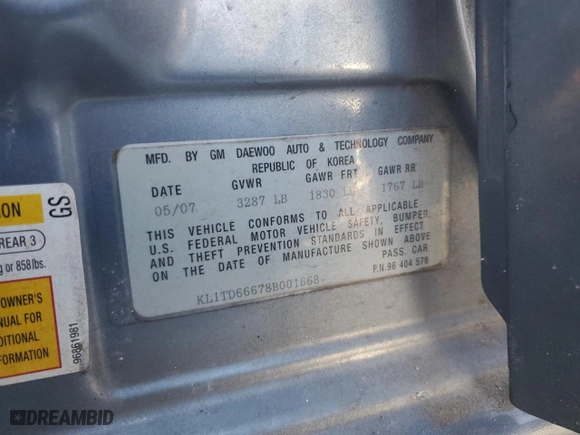 MFD. BY GM DAEWOO AUTO & TECHNOLOGY COMPANY
REPUBLIC OF KOREA
DATE GVWR GAWR FRT GAWR RR
05/07 3287 LB 1830 LB 1767 LB
THIS VEHICLE CONFORMS TO ALL APPLICABLE
U.S. FEDERAL MOTOR VEHICLE SAFETY, BUMPER,
AND THEFT PREVENTION STANDARDS IN EFFECT
ON THE DATE OF MANUFACTURE SHOWN ABOVE
PASS. CAR
P.N.96 404 578
KL1TD66678B001668
ION
REAR 3
g or 858 lbs.
OWNER'S
NUAL FOR
DITIONAL
FORMATION
GS
96861981
DREAMBID